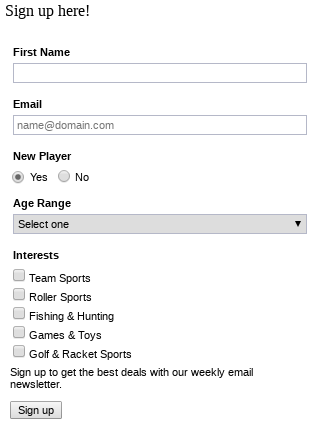 Sign up here!
First Name
Email
name@domain.com
New Player
Yes No
Age Range
Select one
Interests
Team Sports
Roller Sports
Fishing & Hunting
Games & Toys
Golf & Racket Sports
Sign up to get the best deals with our weekly email
newsletter.
Sign up